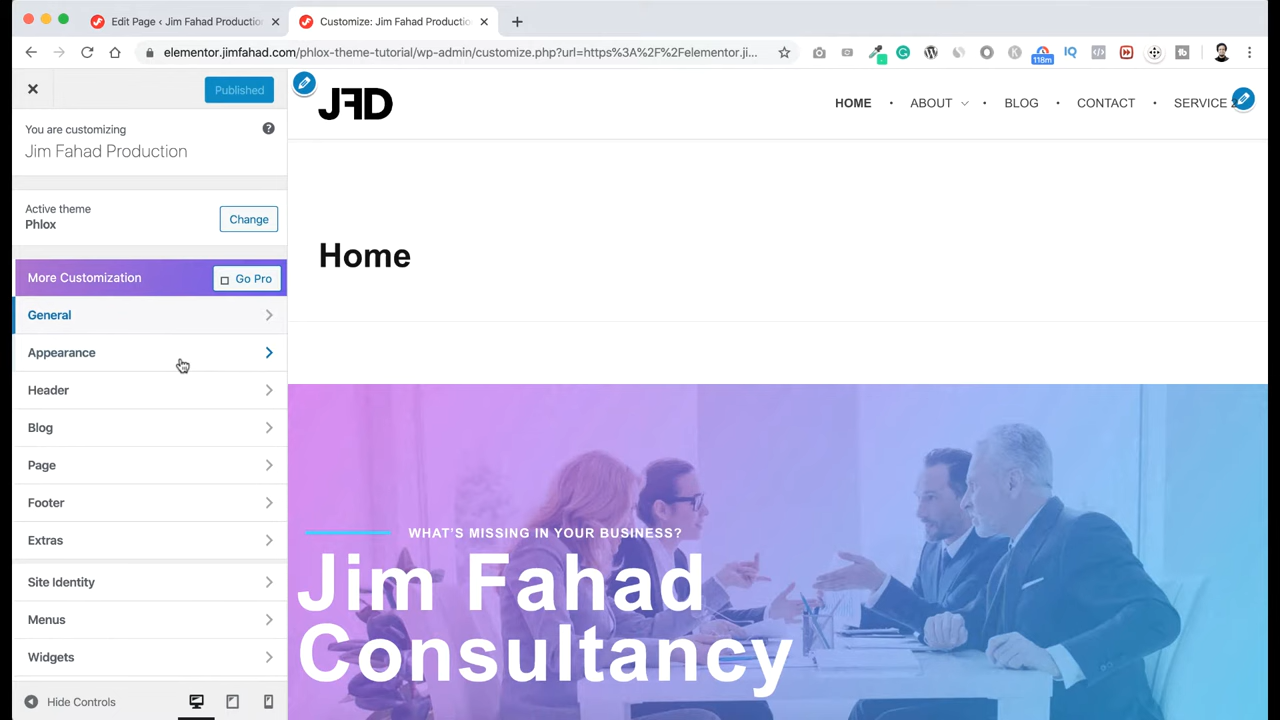 Edit Page ‹ Jim Fahad Production
Customize: Jim Fahad Productio
elementor.jimfahad.com/phlox-theme-tutorial/wp-admin/customize.php?url=https%3A%2F%2Felementor.ji...
118m
IQ
Published
You are customizing
Jim Fahad Production
Active theme
Phlox
Change
More Customization
Go Pro
General
Appearance
Header
Blog
Page
Footer
Extras
Site Identity
Menus
Widgets
Hide Controls
JFD
HOME
ABOUT
BLOG
CONTACT
SERVICE
Home
WHAT'S MISSING IN YOUR BUSINESS?
Jim Fahad
Consultancy